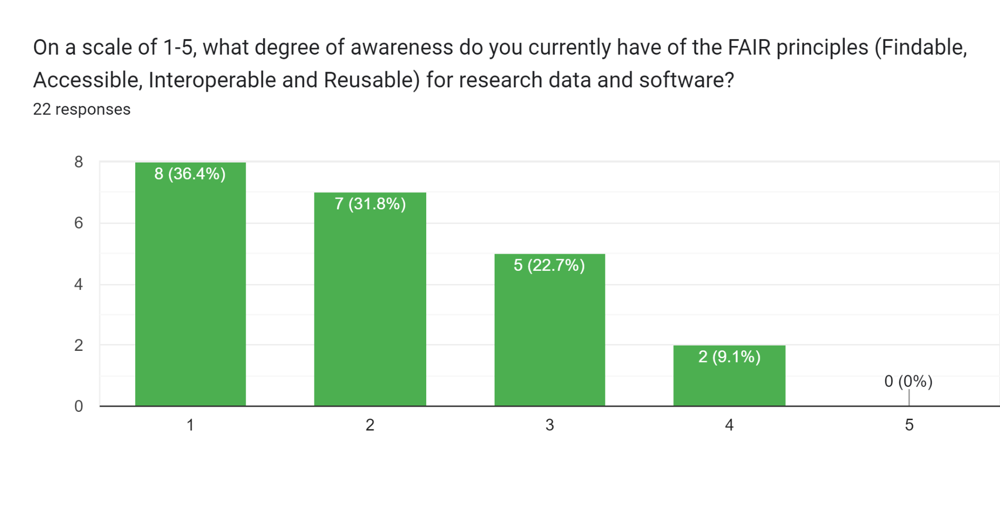 On a scale of 1-5, what degree of awareness do you currently have of the FAIR principles (Findable,
Accessible, Interoperable and Reusable) for research data and software?
22 responses
8
8 (36.4%)
7 (31.8%)
6
5 (22.7%)
4
2
2 (9.1%)
0 (0%)
0
1 2 3 4 5